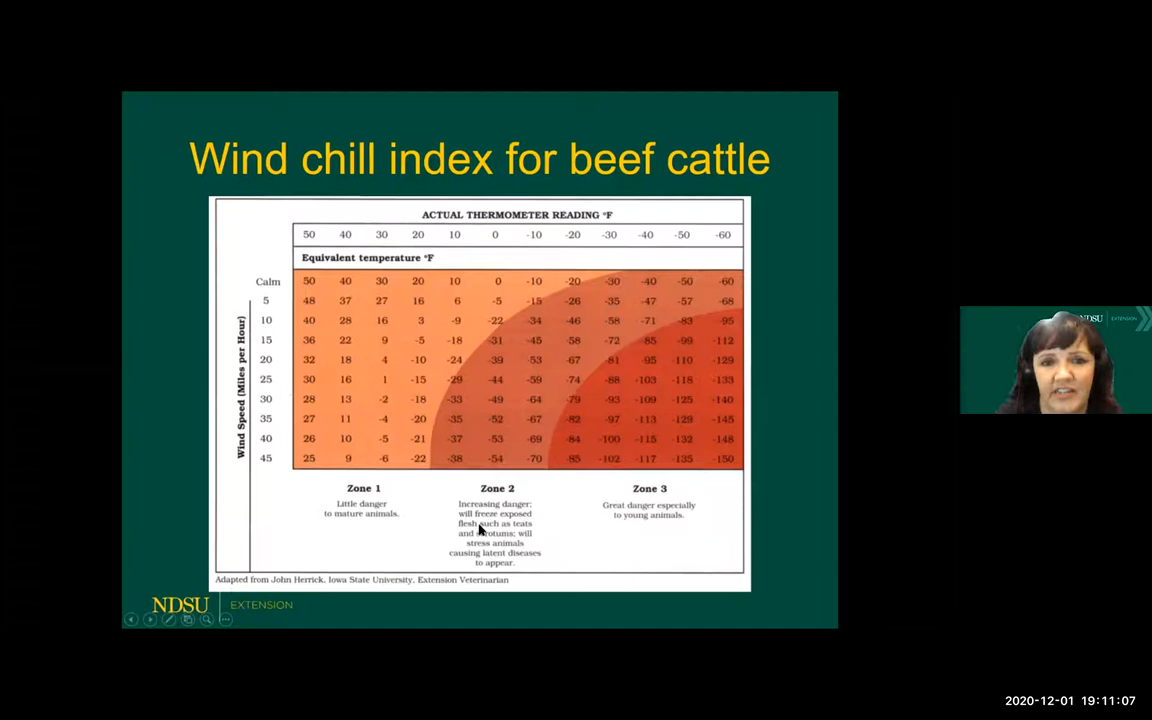 Wind chill index for beef cattle
ACTUAL THERMOMETER READING °F
50 40 30 20 10 0 -10 -20 -30 -40 -50 -60
Equivalent temperature °F
Calm 50 40 30 20 10 0 -10 -20 -30 -40 -50 -60
5 48 37 27 16 6 -5 -15 -26 -35 -47 -57 -68
10 40 28 16 3 -9 -22 -34 -46 -58 -71 -83 -95
15 36 22 9 -5 -18 -31 -45 -58 -72 85 -99 -112
20 32 18 4 -10 -24 -39 -53 -67 -81 -95 -110 -129
25 30 16 1 -15 -29 -44 -59 -74 -88 -103 -118 -133
30 28 13 -2 -18 -33 -49 -64 -79 -93 -109 -125 -140
35 27 11 -4 -20 -35 -52 -67 -82 -97 -113 -129 -145
40 26 10 -5 -21 -37 -53 -69 -84 -100 -115 -132 -148
45 25 9 -6 -22 -38 -54 -70 -85 -102 -117 -135 -150
Wind Speed (Miles per Hour)
Zone 1
Little danger
to mature animals.
Zone 2
Increasing danger;
will freeze exposed
flesh such as teats
and scrotums; will
stress animals
causing latent diseases
to appear.
Zone 3
Great danger especially
to young animals.
Adapted from John Herrick, Iowa State University, Extension Veterinarian
NDSU EXTENSION
NDSU EXTENSION
2020-12-01 19:11:07